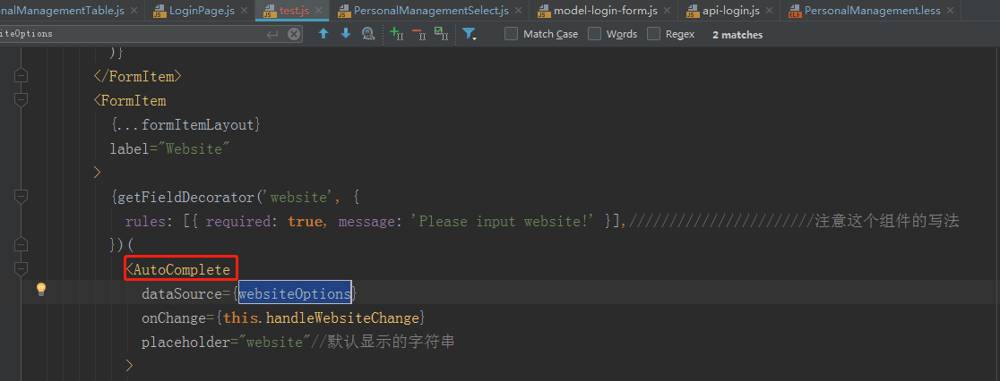 onalManagementTable.js LoginPage.js test.js PersonalManagementSelect.js model-login-form.js api-login.js PersonalManagement.less
iteOptions Match Case Words Regex 2 matches
)}
</FormItem>
<FormItem
{...formItemLayout}
label="Website"
>
{getFieldDecorator('website', {
rules: [{ required: true, message: 'Please input website!' }],///////////////////////注意这个组件的写法
})(
<AutoComplete
dataSource={websiteOptions}
onChange={this.handleWebsiteChange}
placeholder="website"//默认显示的字符串
>